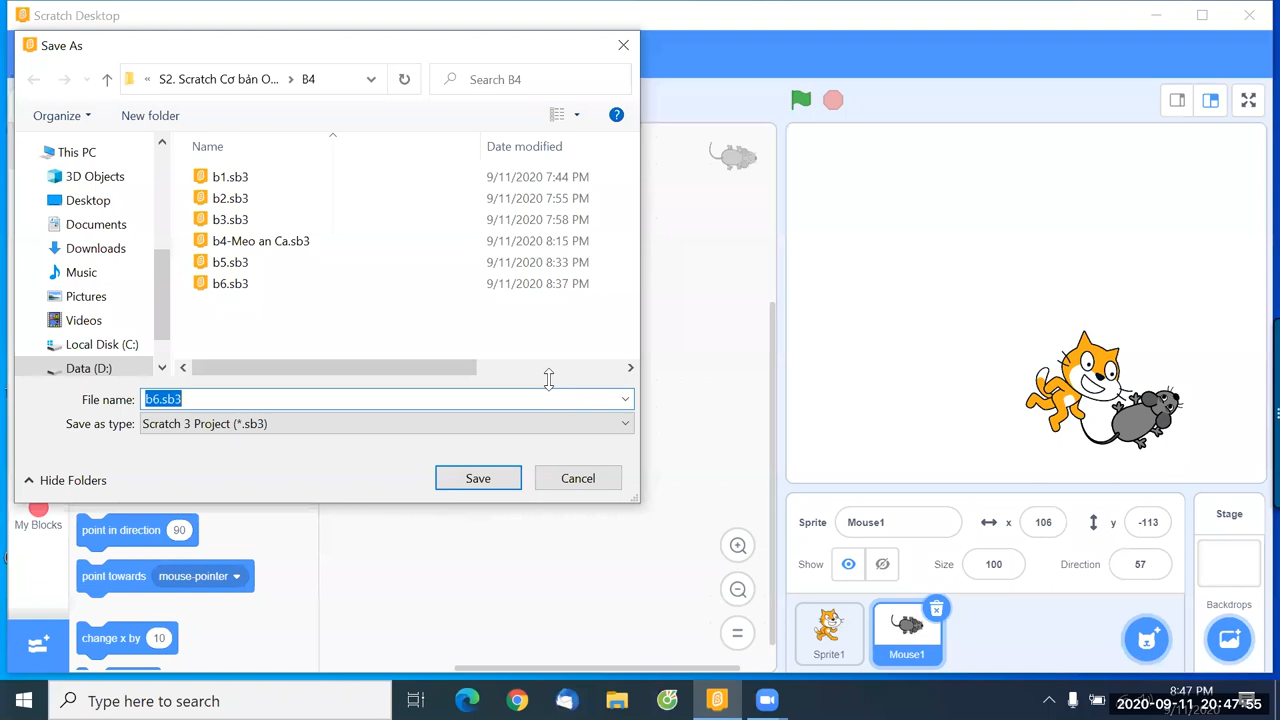 Scratch Desktop
Save As
« S2. Scratch Cơ bản O... › B4
Search B4
Organize
New folder
This PC
3D Objects
Desktop
Documents
Downloads
Music
Pictures
Videos
Local Disk (C:)
Data (D:)
Name Date modified
b1.sb3 9/11/2020 7:44 PM
b2.sb3 9/11/2020 7:55 PM
b3.sb3 9/11/2020 7:58 PM
b4-Meo an Ca.sb3 9/11/2020 8:15 PM
b5.sb3 9/11/2020 8:33 PM
b6.sb3 9/11/2020 8:37 PM
File name: b6.sb3
Save as type: Scratch 3 Project (*.sb3)
Hide Folders
Save
Cancel
My Blocks
point in direction 90
point towards mouse-pointer
change x by 10
Sprite Mouse1 x 106 y -113
Show Size 100 Direction 57
Sprite1
Mouse1
Stage
Backdrops
Type here to search
8:47 PM
9/11/2020
2020-09-11 20:47:55